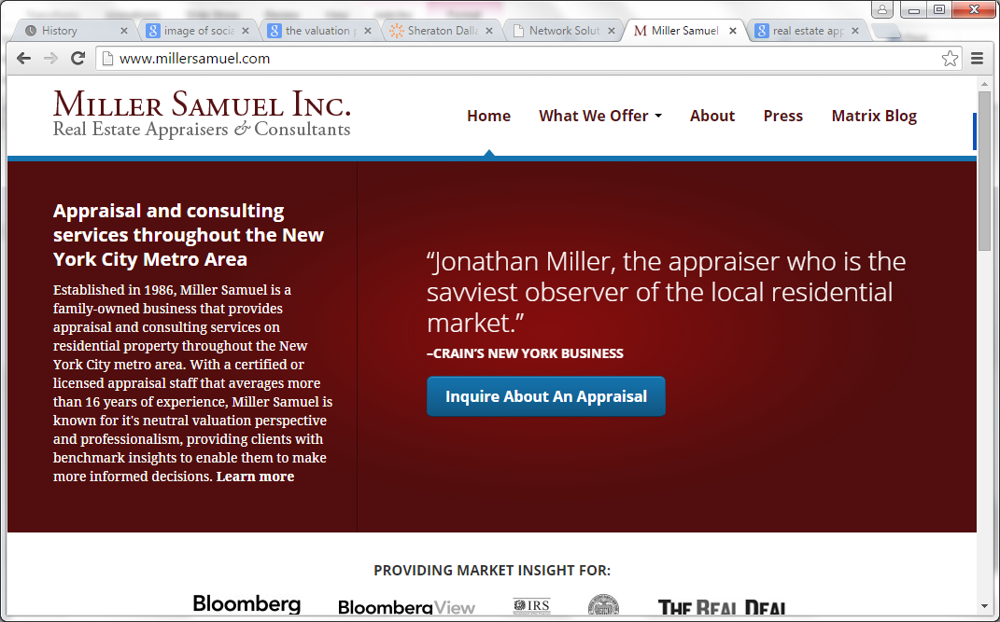 History
image of socia
the valuation p
Sheraton Dalla
Network Solut
Miller Samuel
real estate app
www.millersamuel.com
MILLER SAMUEL INC.
Real Estate Appraisers & Consultants
Home
What We Offer
About
Press
Matrix Blog
Appraisal and consulting
services throughout the New
York City Metro Area
Established in 1986, Miller Samuel is a
family-owned business that provides
appraisal and consulting services on
residential property throughout the New
York City metro area. With a certified or
licensed appraisal staff that averages more
than 16 years of experience, Miller Samuel is
known for it's neutral valuation perspective
and professionalism, providing clients with
benchmark insights to enable them to make
more informed decisions. Learn more
“Jonathan Miller, the appraiser who is the
savviest observer of the local residential
market.”
–CRAIN'S NEW YORK BUSINESS
Inquire About An Appraisal
PROVIDING MARKET INSIGHT FOR:
Bloomberg
BloombergView
IRS
THE REAL DEAL